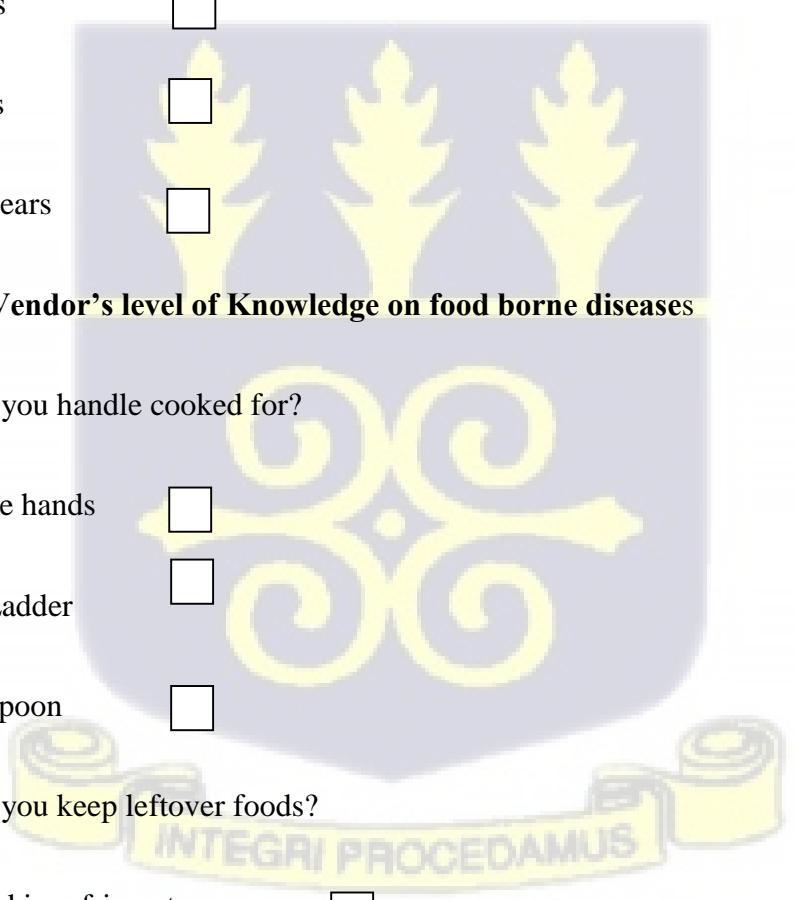 s
s
ears
Vendor's level of Knowledge on food borne diseases
you handle cooked for?
e hands
adder
poon
you keep leftover foods?
INTEGRI PROCEDAMUS